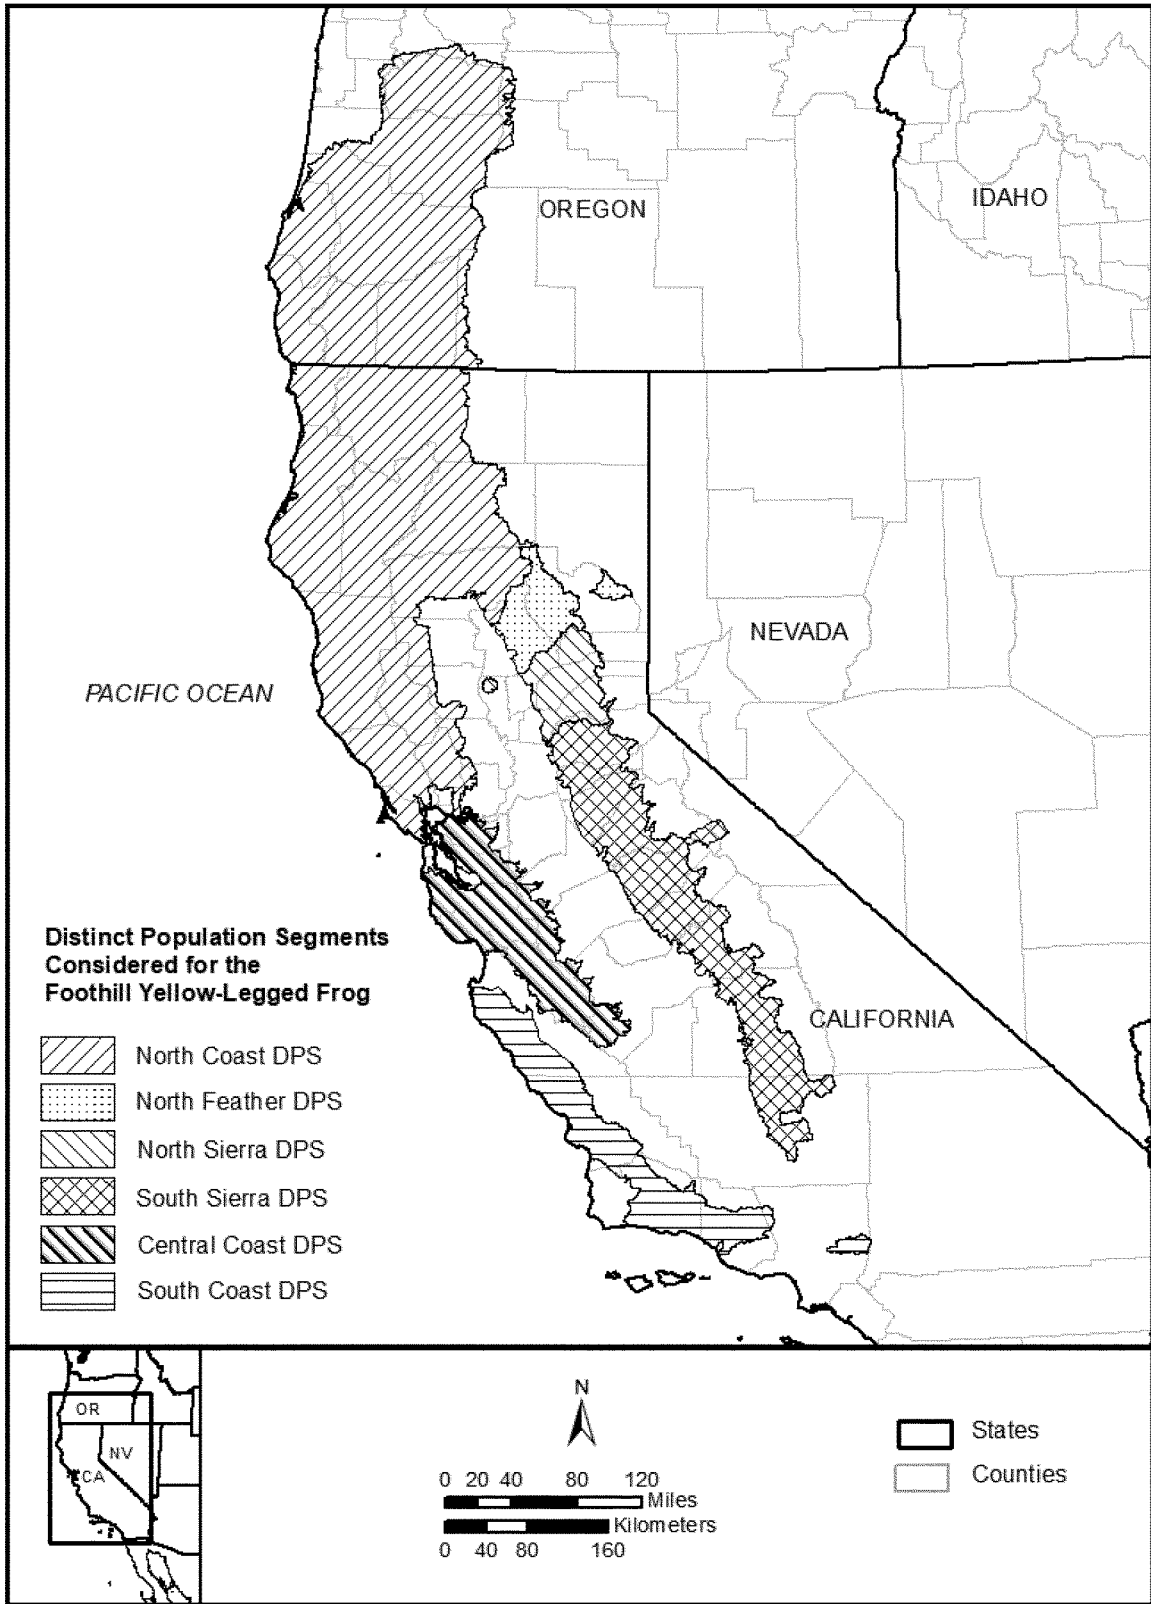 OREGON
IDAHO
NEVADA
PACIFIC OCEAN
CALIFORNIA
Distinct Population Segments
Considered for the
Foothill Yellow-Legged Frog
North Coast DPS
North Feather DPS
North Sierra DPS
South Sierra DPS
Central Coast DPS
South Coast DPS
OR
NV
CA
N
0 20 40 80 120
Miles
Kilometers
0 40 80 160
States
Counties